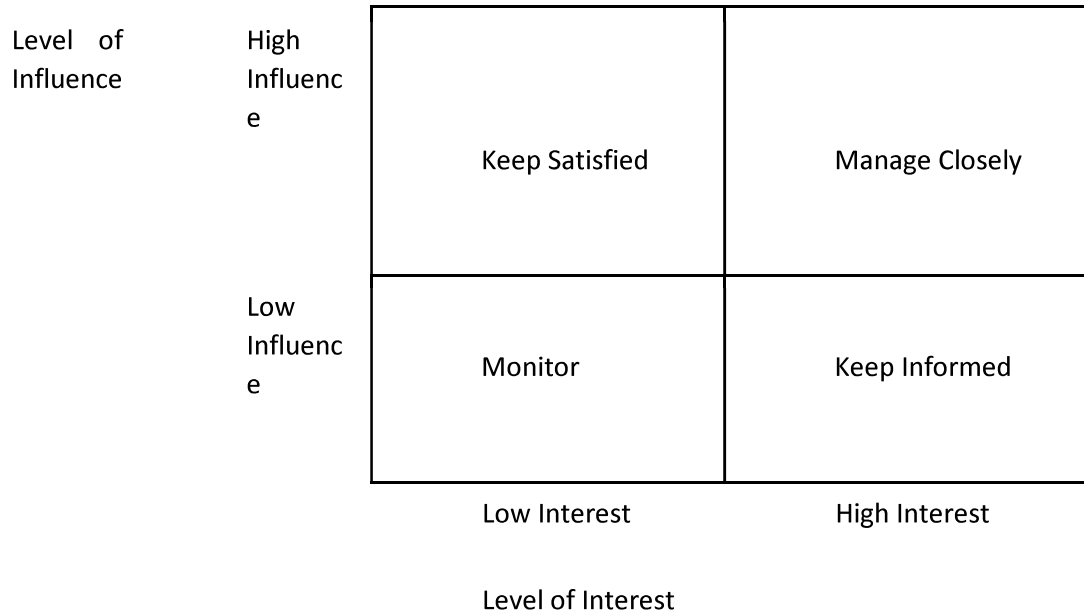 Level of
Influence
High
Influenc
e
Keep Satisfied
Manage Closely
Low
Influenc
e
Monitor
Keep Informed
Low Interest
High Interest
Level of Interest